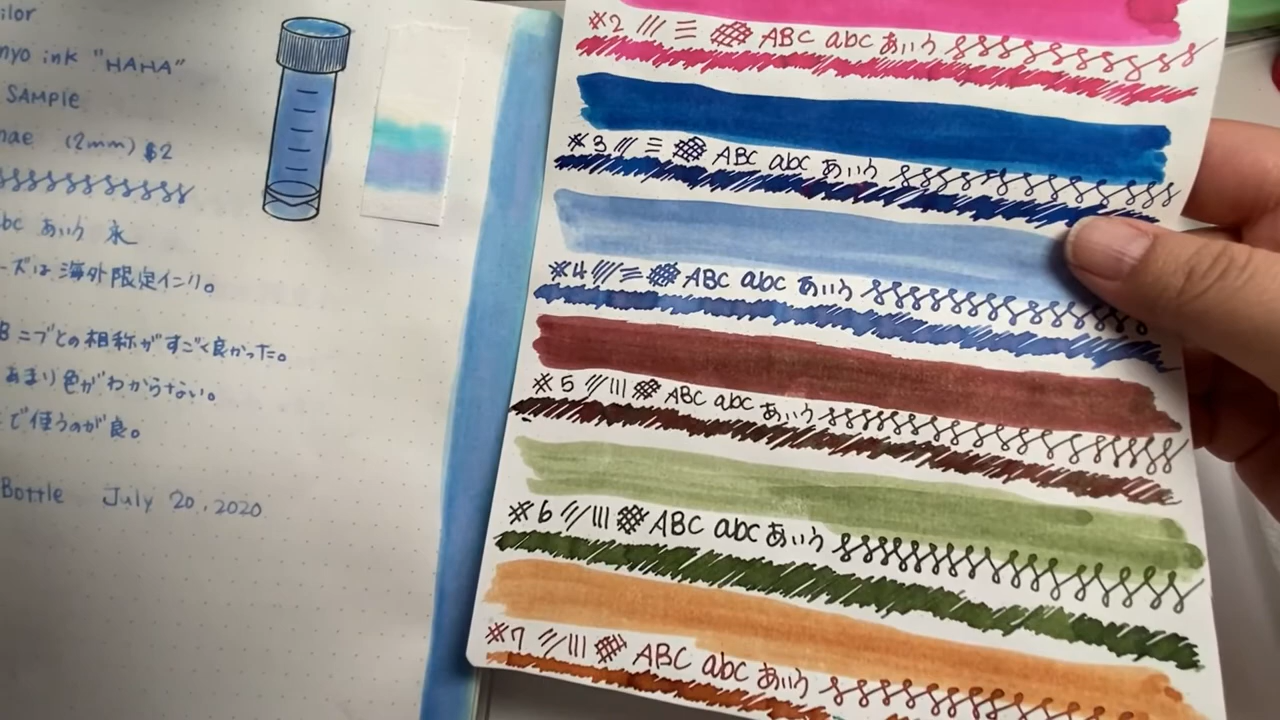 ilor
nyo ink "HAHA"
SAMPLE
nae (2mm) $2
bc あいう 永
ズは海外限定インク。
B ニブとの相称がすごく良かった。
あまり色がわからない。
で使うのが良。
Bottle July 20, 2020
#2 ABC abc あいう
#3 ABC abc あいう
#4 ABC abc あいう
#5 ABC abc あいう
#6 ABC abc あいう
#7 ABC abc あいう